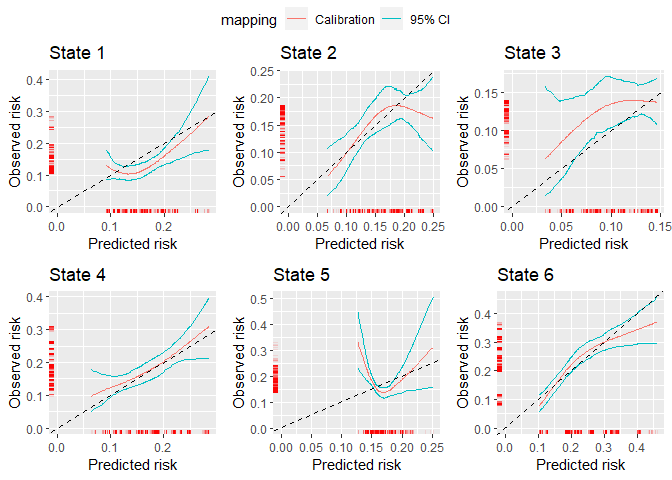 mapping Calibration 95% CI
State 1
Observed risk
0.4
0.3
0.2
0.1
0.0
0.0 0.1 0.2
Predicted risk
State 2
Observed risk
0.25
0.20
0.15
0.10
0.05
0.00
0.00 0.05 0.10 0.15 0.20 0.25
Predicted risk
State 3
Observed risk
0.15
0.10
0.05
0.00
0.00 0.05 0.10 0.15
Predicted risk
State 4
Observed risk
0.4
0.3
0.2
0.1
0.0
0.0 0.1 0.2
Predicted risk
State 5
Observed risk
0.5
0.4
0.3
0.2
0.1
0.0
0.00 0.05 0.10 0.15 0.20 0.25
Predicted risk
State 6
Observed risk
0.4
0.3
0.2
0.1
0.0
0.0 0.1 0.2 0.3 0.4
Predicted risk